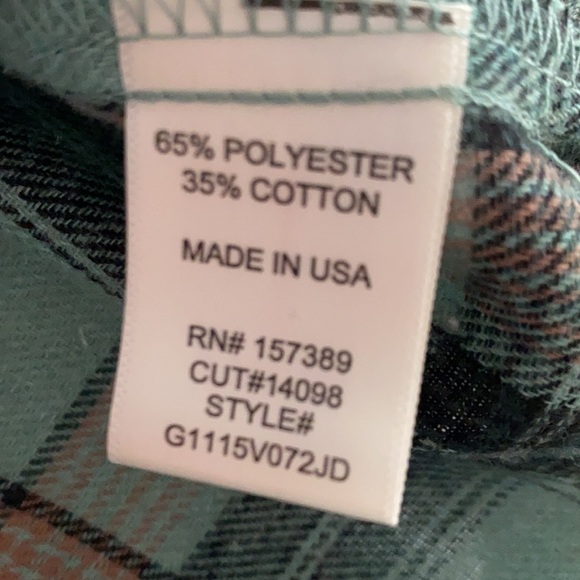 65% POLYESTER
35% COTTON
MADE IN USA
RN# 157389
CUT#14098
STYLE#
G1115V072JD